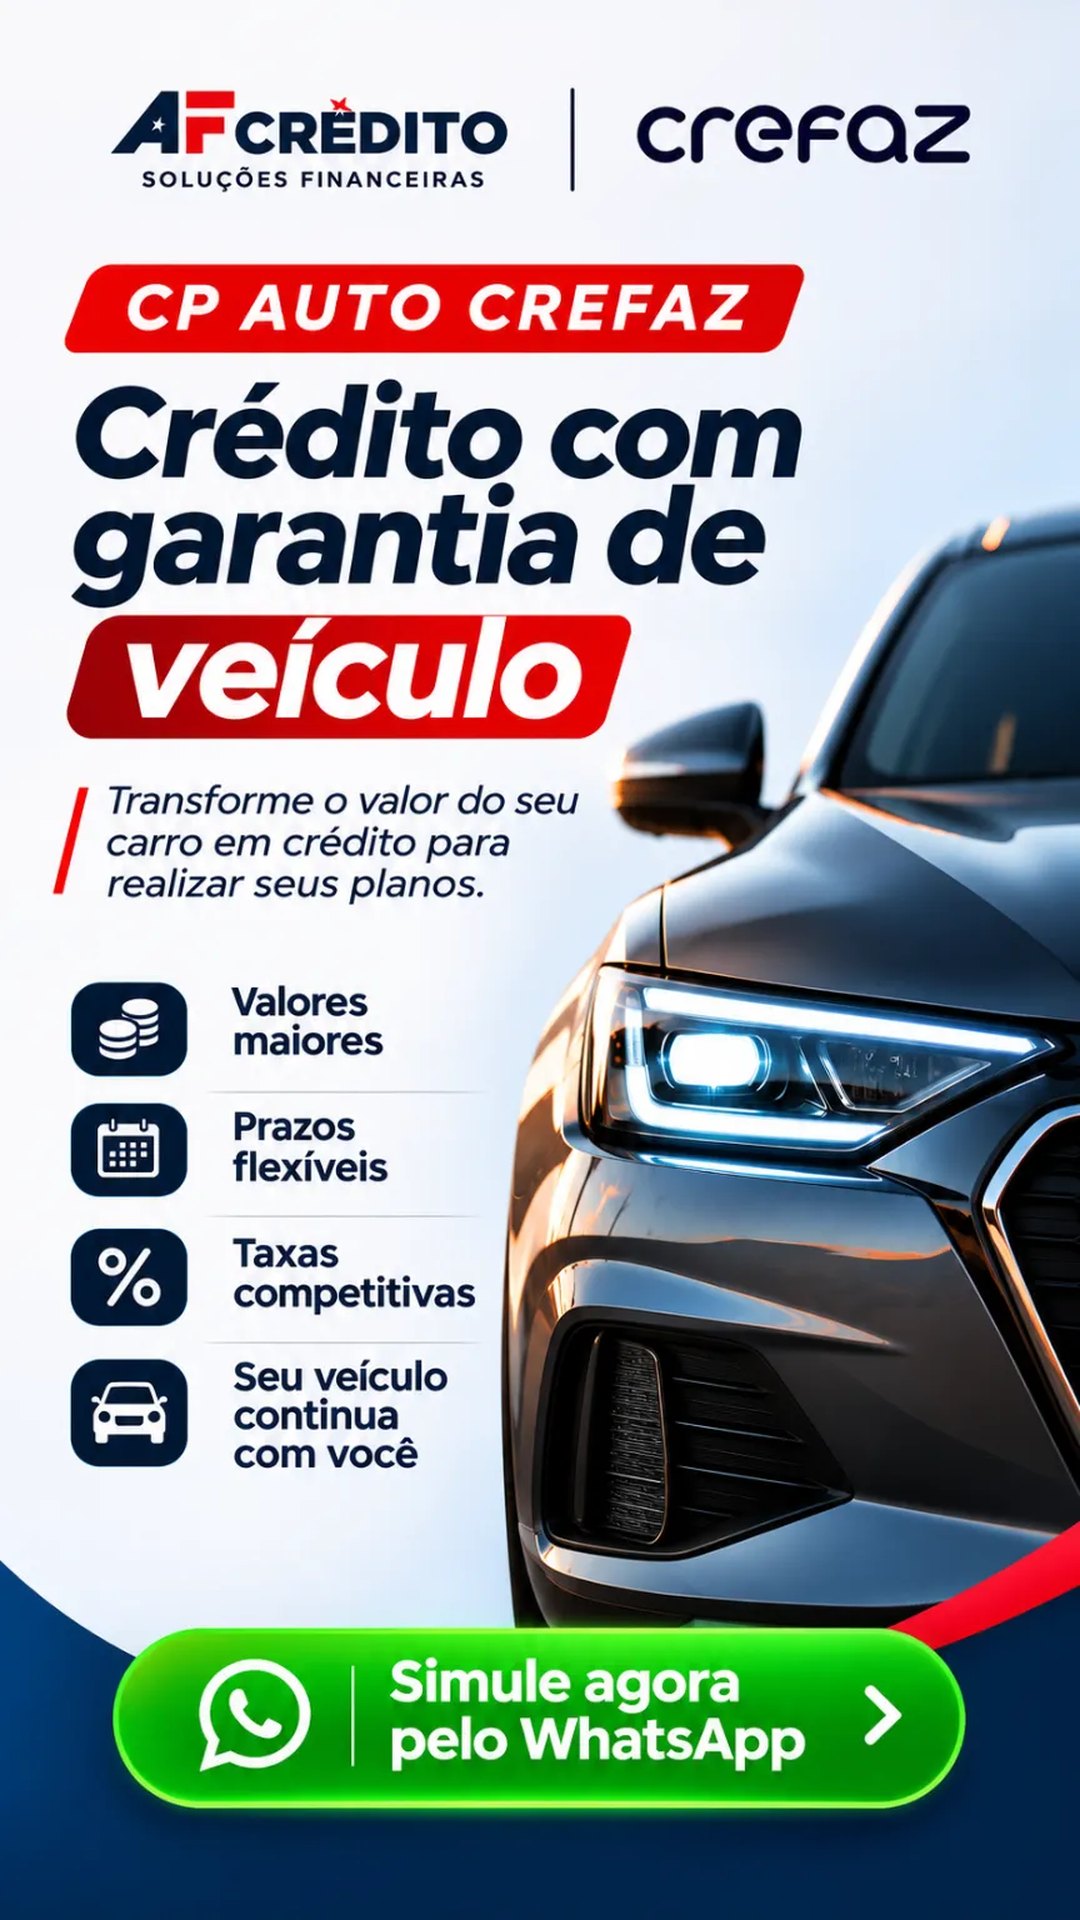 AFCRÉDITO
SOLUÇÕES FINANCEIRAS
crefaz
CP AUTO CREFAZ
Crédito com
garantia de
veículo
Transforme o valor do seu
carro em crédito para
realizar seus planos.
Valores
maiores
Prazos
flexíveis
%
Taxas
competitivas
Seu veículo
continua
com você
Simule agora
pelo WhatsApp